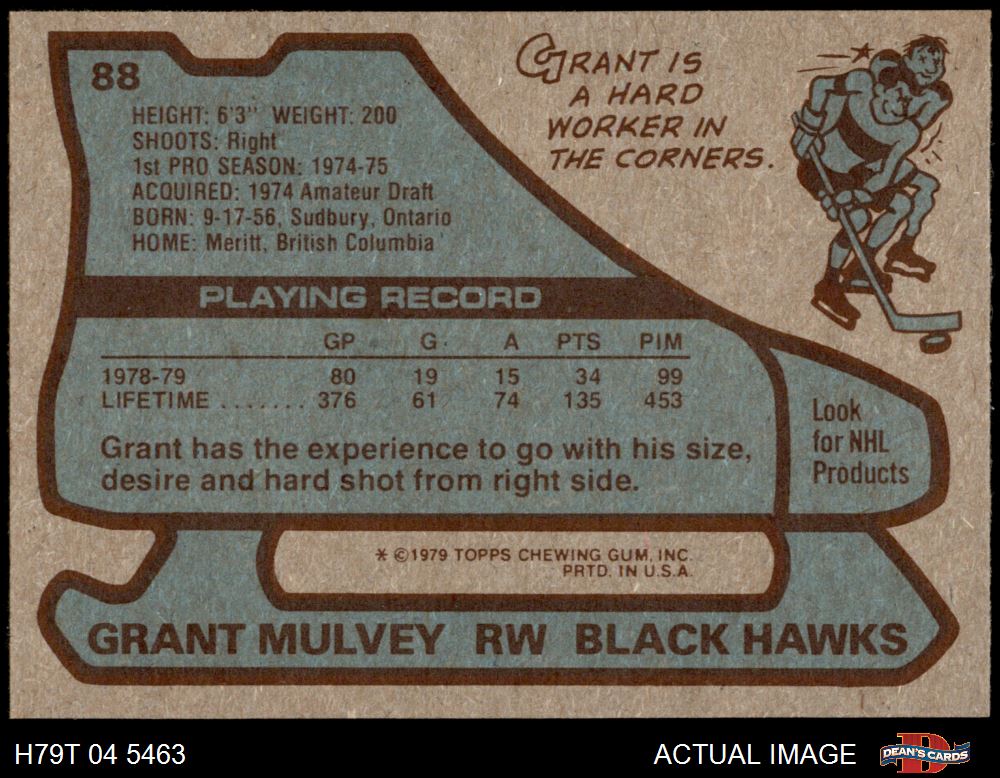 88
HEIGHT: 6'3" WEIGHT: 200
SHOOTS: Right
1st PRO SEASON: 1974-75
ACQUIRED: 1974 Amateur Draft
BORN: 9-17-56, Sudbury, Ontario
HOME: Meritt, British Columbia
GRANT IS
A HARD
WORKER IN
THE CORNERS.
PLAYING RECORD
GP G A PTS PIM
1978-79 80 19 15 34 99
LIFETIME ....... 376 61 74 135 453
Grant has the experience to go with his size,
desire and hard shot from right side.
Look
for NHL
Products
* ©1979 TOPPS CHEWING GUM, INC.
PRTD. IN U.S.A.
GRANT MULVEY RW BLACK HAWKS
H79T 04 5463
ACTUAL IMAGE
D
DEAN'S CARDS